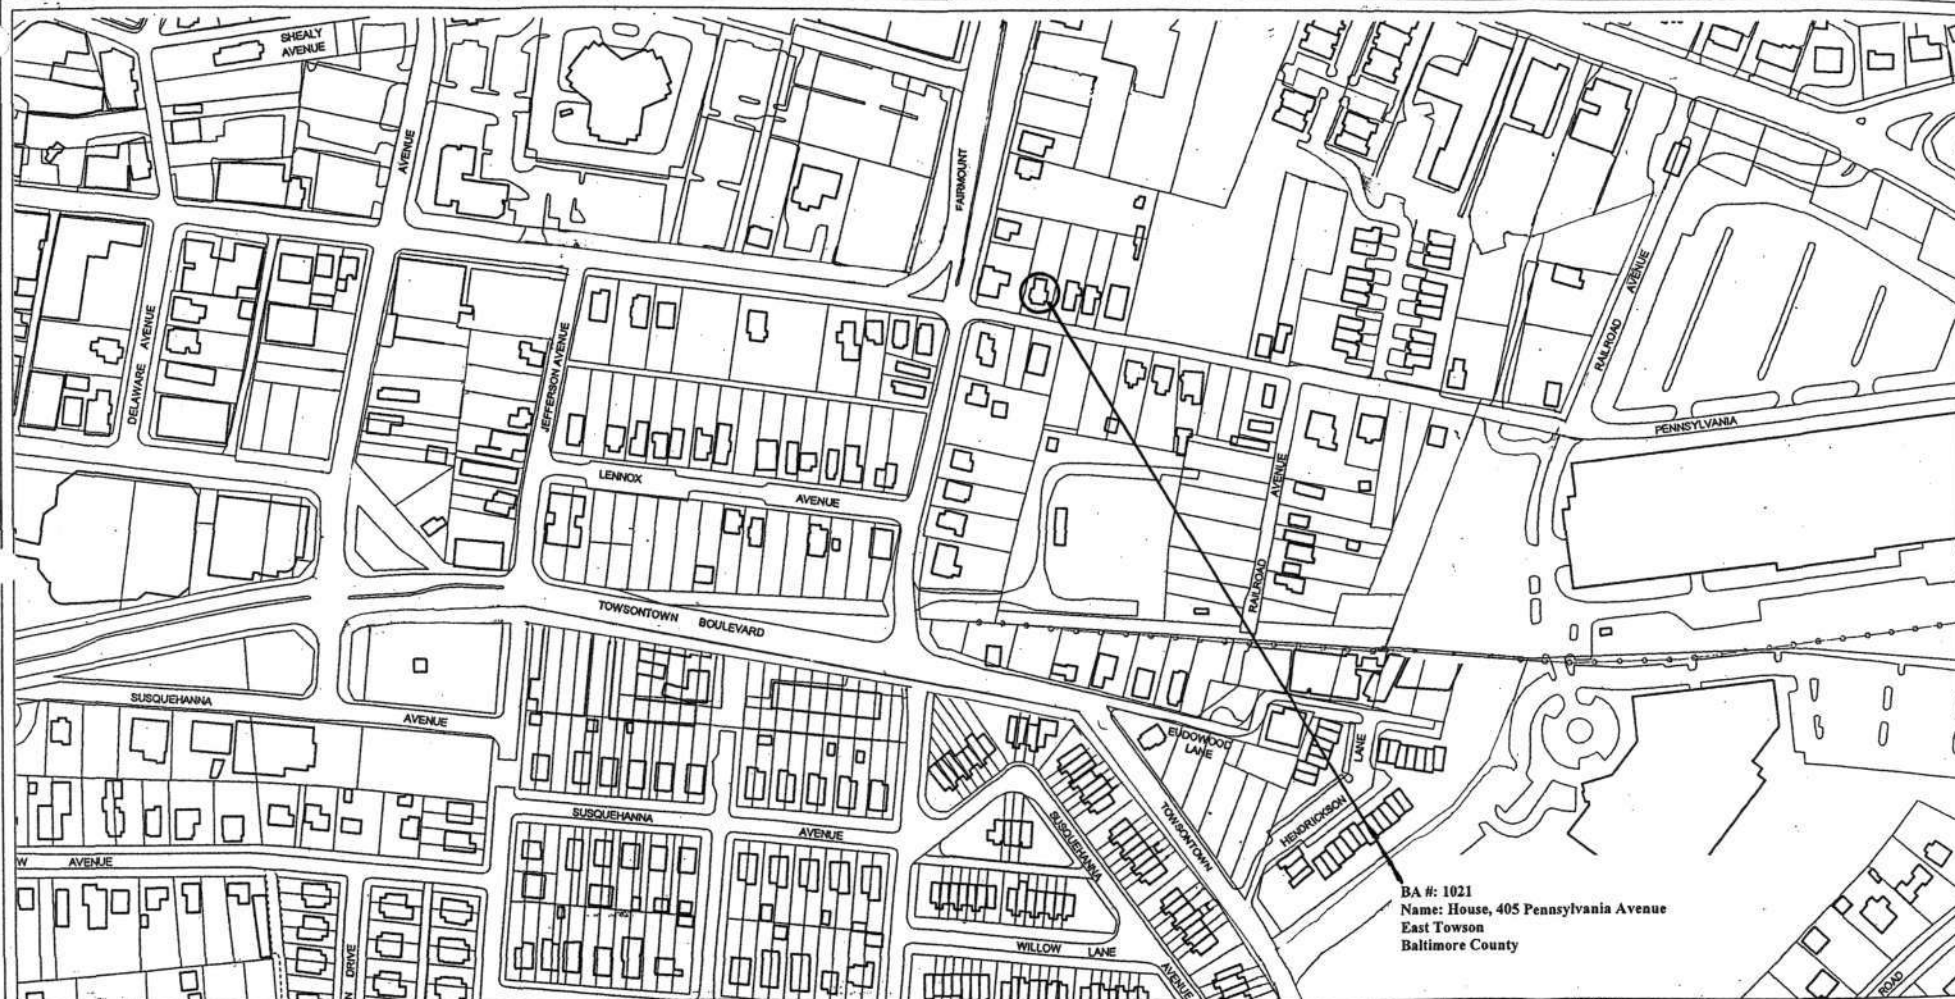 SHEALY
AVENUE
AVENUE
FAIRMOUNT
DELAWARE AVENUE
JEFFERSON AVENUE
RAILROAD AVENUE
PENNSYLVANIA
LENNOX AVENUE
RAILROAD AVENUE
TOWSONTOWN BOULEVARD
SUSQUEHANNA AVENUE
EUDOWOOD
LANE
LANE
HENDRICKSON
TOWSONTOWN
SUSQUEHANNA AVENUE
SUSQUEHANNA
AVENUE
W AVENUE
DRIVE
WILLOW LANE
ROAD
BA #: 1021
Name: House, 405 Pennsylvania Avenue
East Towson
Baltimore County